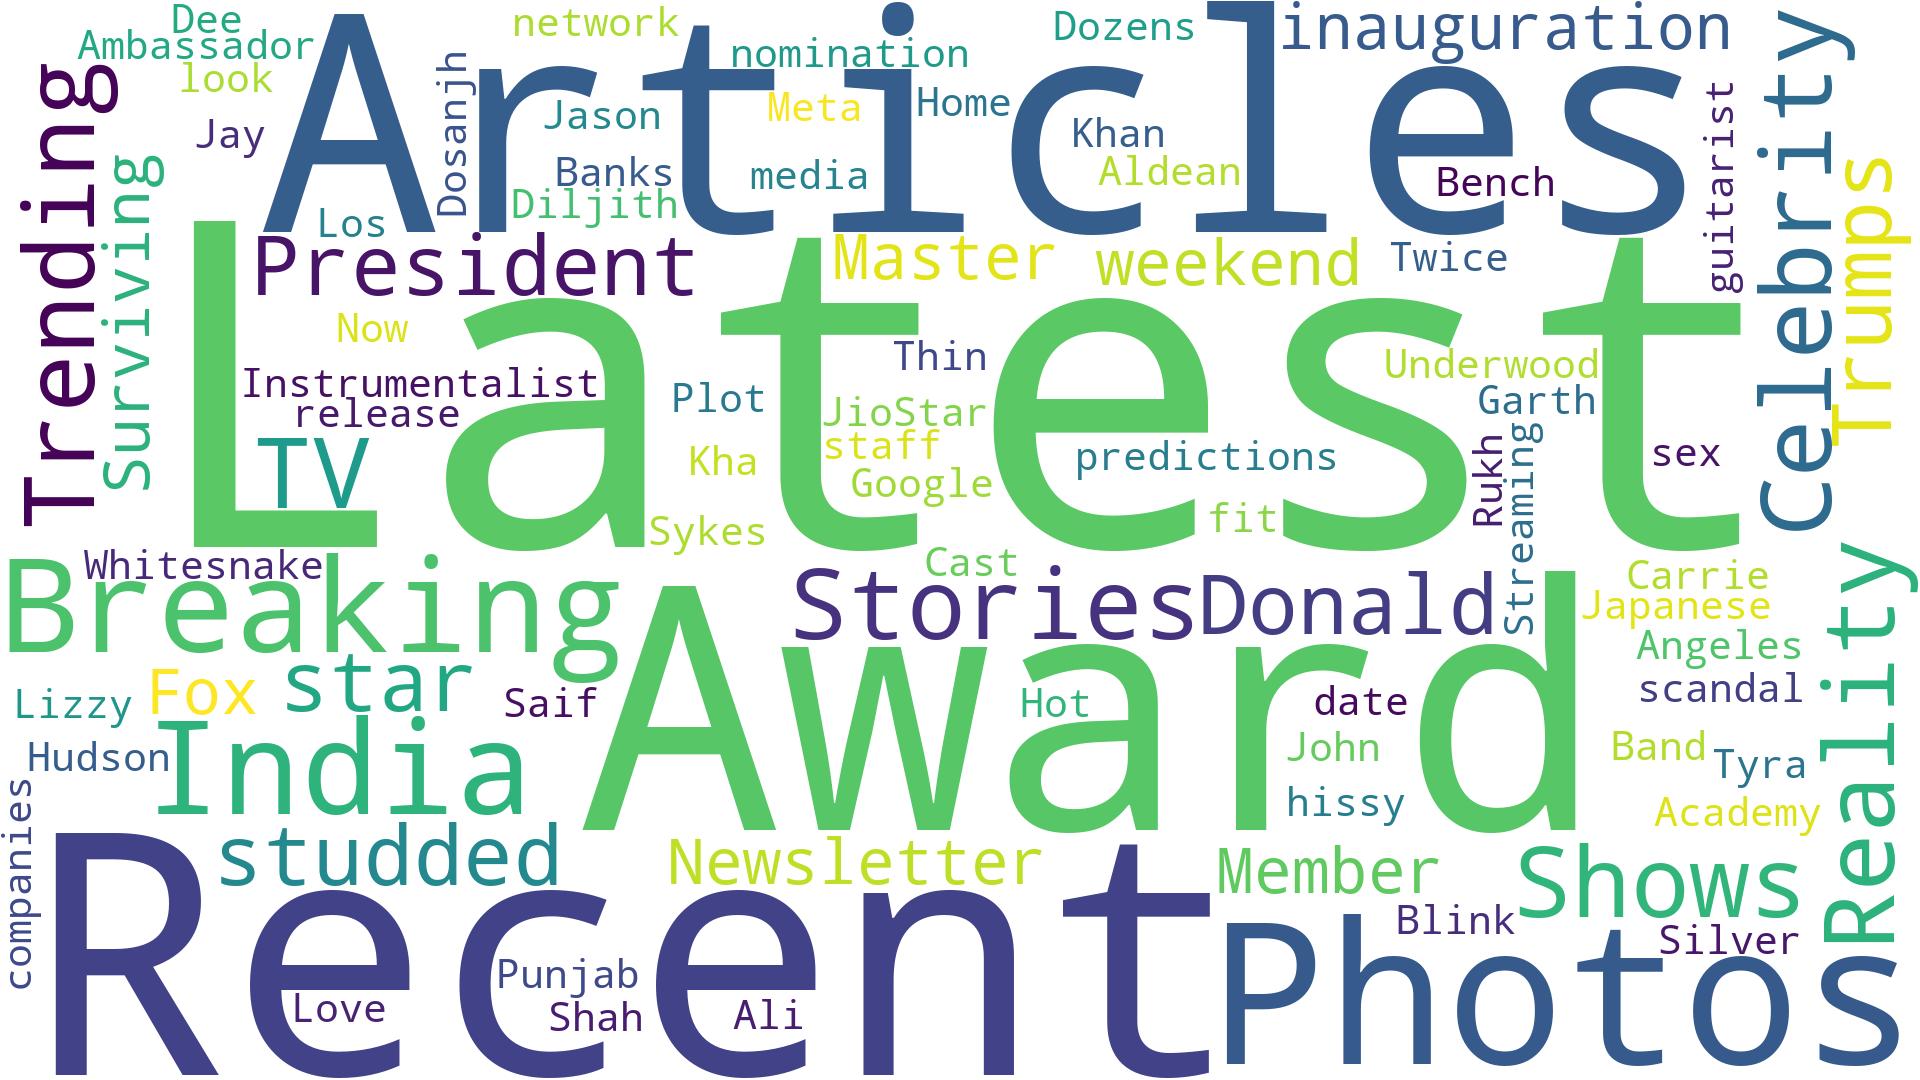 Dee
network
Dozens
inauguration
Ambassador
nomination
look
Articles
Trending
Celebrity
Jay
Dosanjh
Jason
Meta
Home
Khan
guitarist
Surviving
Banks
media
Aldean
Bench
Trumps
Diljith
Los
President
Master
weekend
Twice
Latest
Now
Thin
Underwood
Instrumentalist
release
Plot
JioStar
Garth
TV
Kha
staff
predictions
Rukh
Streaming
sex
Google
Sykes
fit
Whitesnake
Cast
Breaking
Stories
Donald
Carrie
Japanese
Reality
Fox
star
Award
Angeles
Lizzy
Saif
Hot
date
scandal
India
Hudson
John
Band
Tyra
companies
hissy
Academy
studded
Newsletter
Member
Shows
Recent
Photos
Blink
Silver
Punjab
Love
Shah
Ali